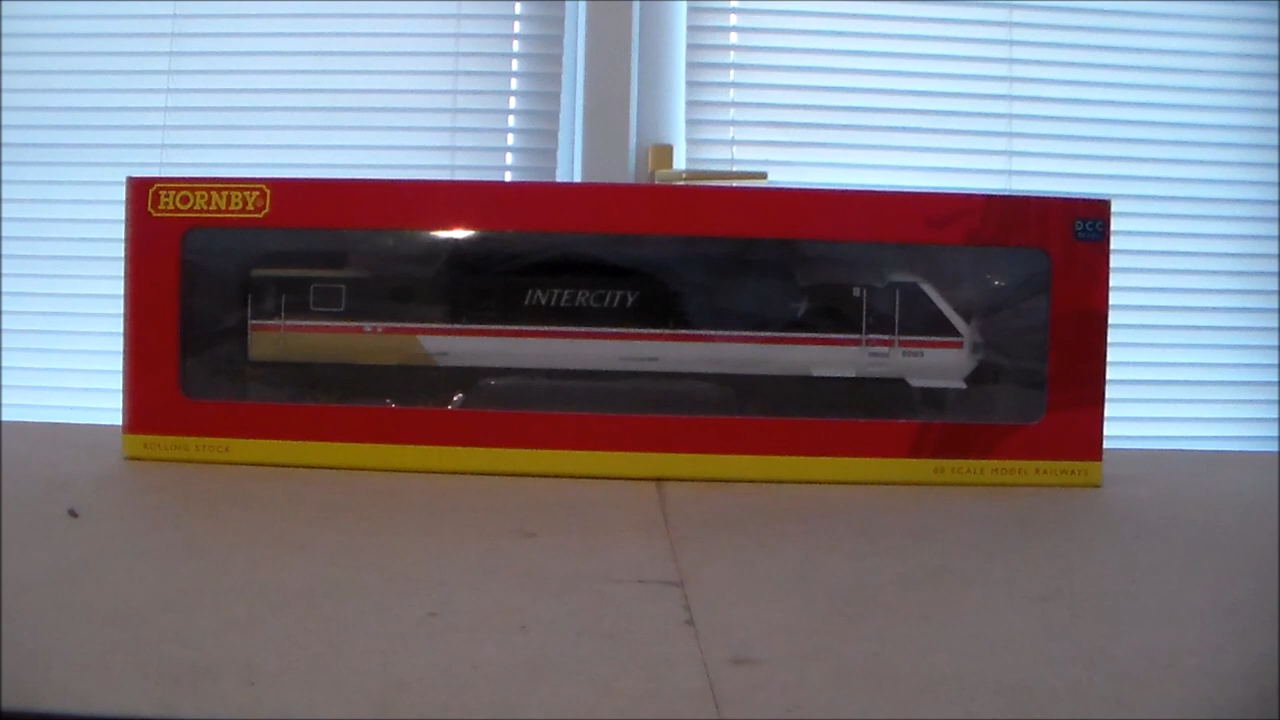 HORNBY
DCC
INTERCITY
ROLLING STOCK
00 SCALE MODEL RAILWAYS